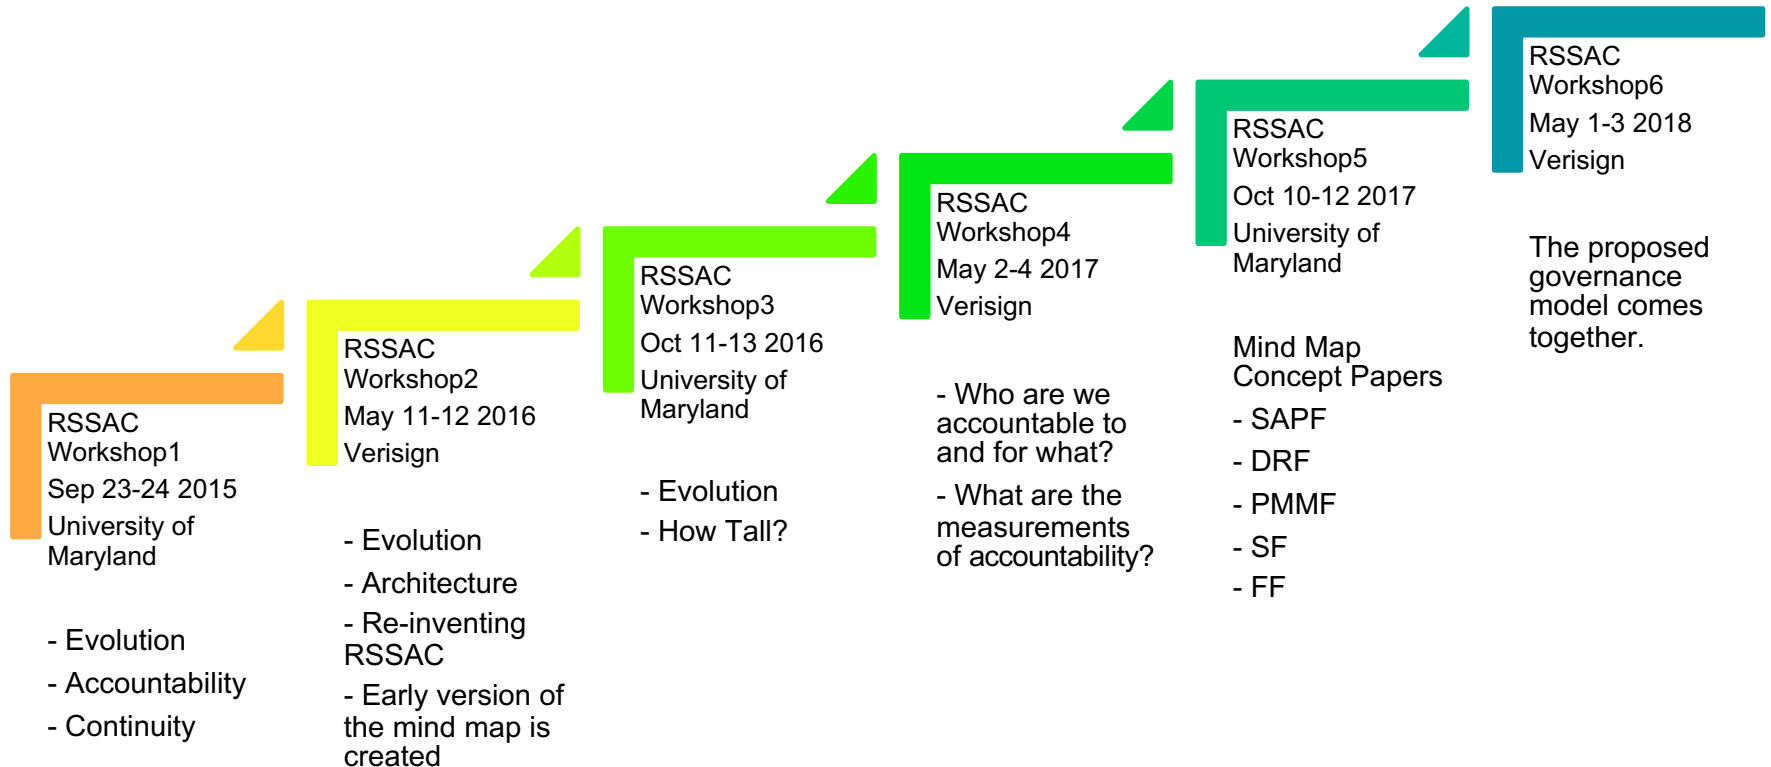 RSSAC
Workshop1
Sep 23-24 2015
University of
Maryland
- Evolution
- Accountability
- Continuity
RSSAC
Workshop2
May 11-12 2016
Verisign
- Evolution
- Architecture
- Re-inventing
RSSAC
- Early version of
the mind map is
created
RSSAC
Workshop3
Oct 11-13 2016
University of
Maryland
- Evolution
- How Tall?
RSSAC
Workshop4
May 2-4 2017
Verisign
- Who are we
accountable to
and for what?
- What are the
measurements
of accountability?
RSSAC
Workshop5
Oct 10-12 2017
University of
Maryland
Mind Map
Concept Papers
- SAPF
- DRF
- PMMF
- SF
- FF
RSSAC
Workshop6
May 1-3 2018
Verisign
The proposed
governance
model comes
together.